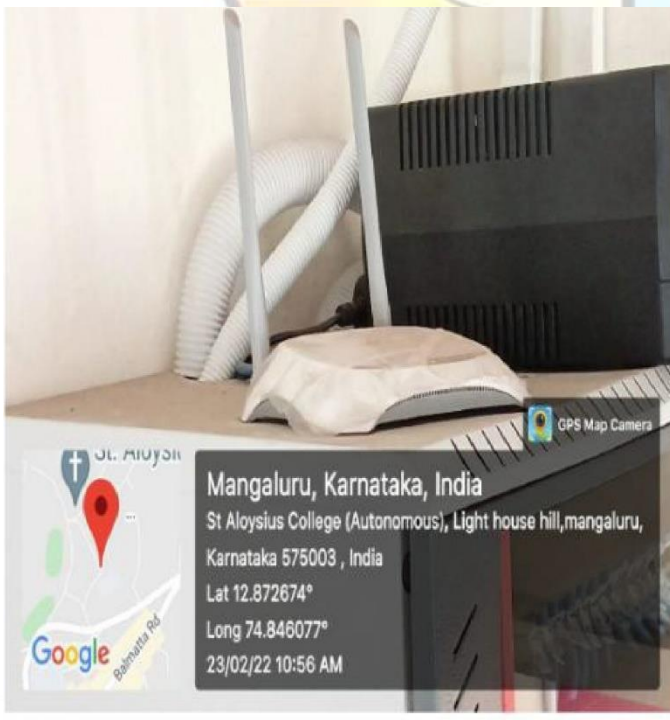 GPS Map Camera
St. Aloysi
Mangaluru, Karnataka, India
St Aloysius College (Autonomous), Light house hill,mangaluru,
Karnataka 575003 , India
Lat 12.872674°
Long 74.846077°
23/02/22 10:56 AM
Google
Balmatta Rd